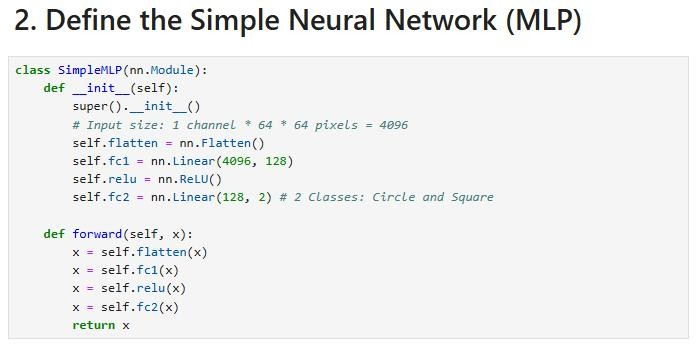 2. Define the Simple Neural Network (MLP)
class SimpleMLP(nn.Module):
    def __init__(self):
        super().__init__()
        # Input size: 1 channel * 64 * 64 pixels = 4096
        self.flatten = nn.Flatten()
        self.fc1 = nn.Linear(4096, 128)
        self.relu = nn.ReLU()
        self.fc2 = nn.Linear(128, 2) # 2 Classes: Circle and Square

    def forward(self, x):
        x = self.flatten(x)
        x = self.fc1(x)
        x = self.relu(x)
        x = self.fc2(x)
        return x